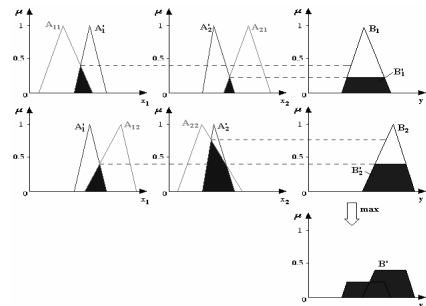 μ A₁₁ A'₁ μ A'₂ A₂₁ μ B₁
1 1 1
0.5 0.5 0.5 B'₁
0 x₁ 0 x₂ 0 y
μ A'₁ A₁₂ μ A₂₂ A'₂ μ B₂
1 1 1
0.5 0.5 0.5 B'₂
0 x₁ 0 x₂ 0 y
max
μ
1
0.5 B'
0 y